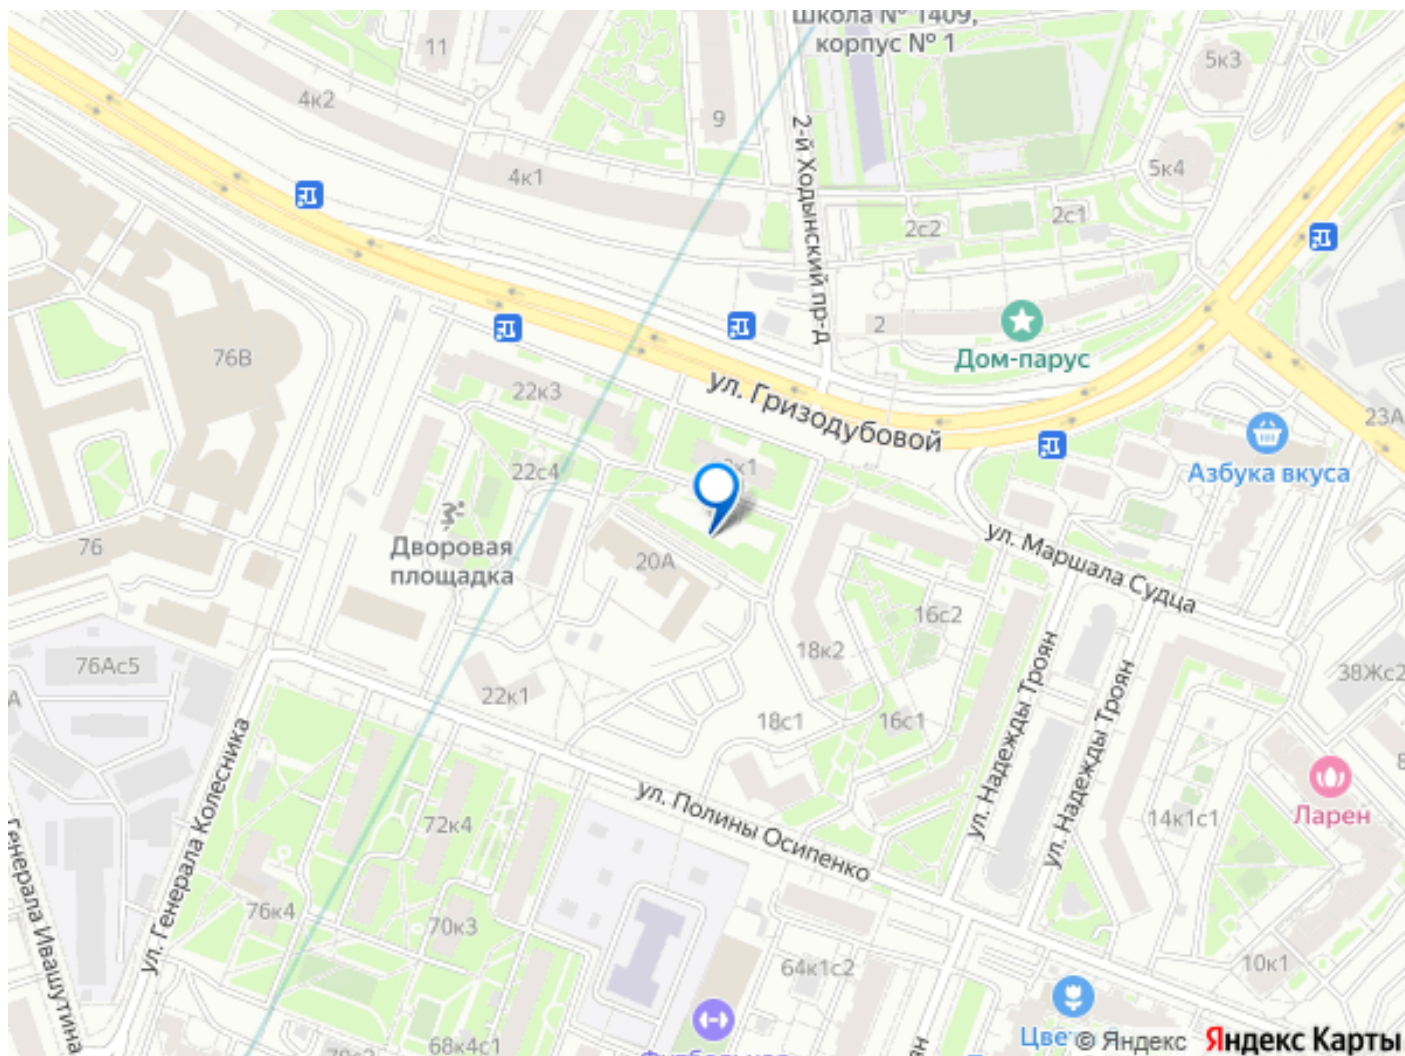 Школа № 1409,
корпус № 1
11
5к3
4к2
9
2-й Ходынский пр-д
4к1
5к4
2с1
2с2
2
Дом-парус
76В
ул. Гризодубовой
22к3
23А
Азбука вкуса
22с4
76
Дворовая
площадка
20А
ул. Маршала Судца
16с2
18к2
76Ас5
38Жс2
22к1
18с1
16с1
ул. Надежды Троян
ул. Надежды Троян
ул. Генерала Колесника
ул. Полины Осипенко
Ларен
14к1с1
72к4
Генерала Ивашутина
76к4
70к3
64к1с2
10к1
68к4с1
© Яндекс
Яндекс Карты